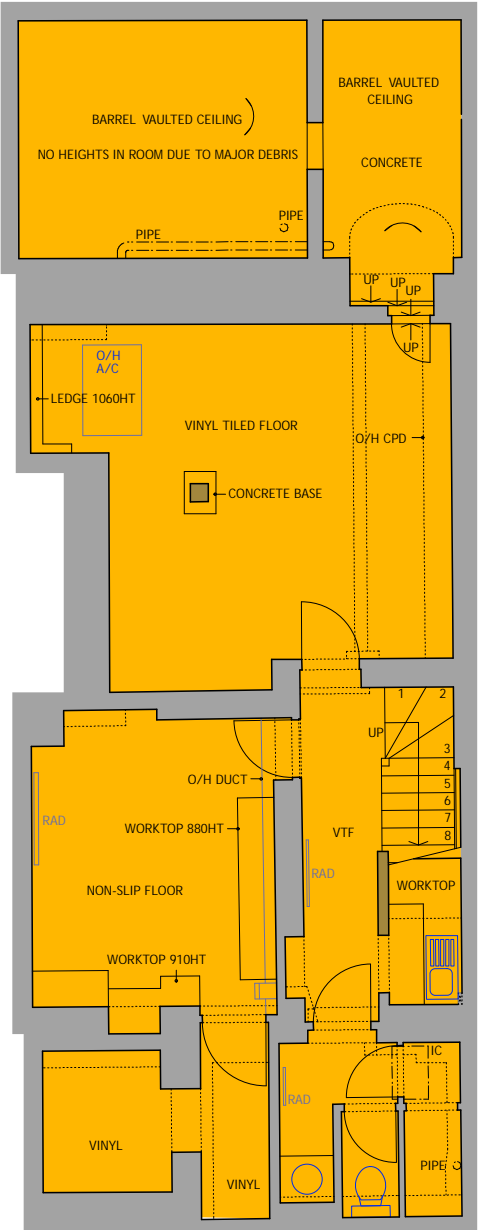 BARREL VAULTED
CEILING
BARREL VAULTED CEILING
NO HEIGHTS IN ROOM DUE TO MAJOR DEBRIS
CONCRETE
PIPE
PIPE
UP
UP
UP
UP
O/H
A/C
LEDGE 1060HT
VINYL TILED FLOOR
O/H CPD
CONCRETE BASE
1
2
UP
3
4
5
6
7
8
O/H DUCT
RAD
WORKTOP 880HT
VTF
RAD
NON-SLIP FLOOR
WORKTOP
WORKTOP 910HT
IC
RAD
VINYL
VINYL
PIPE